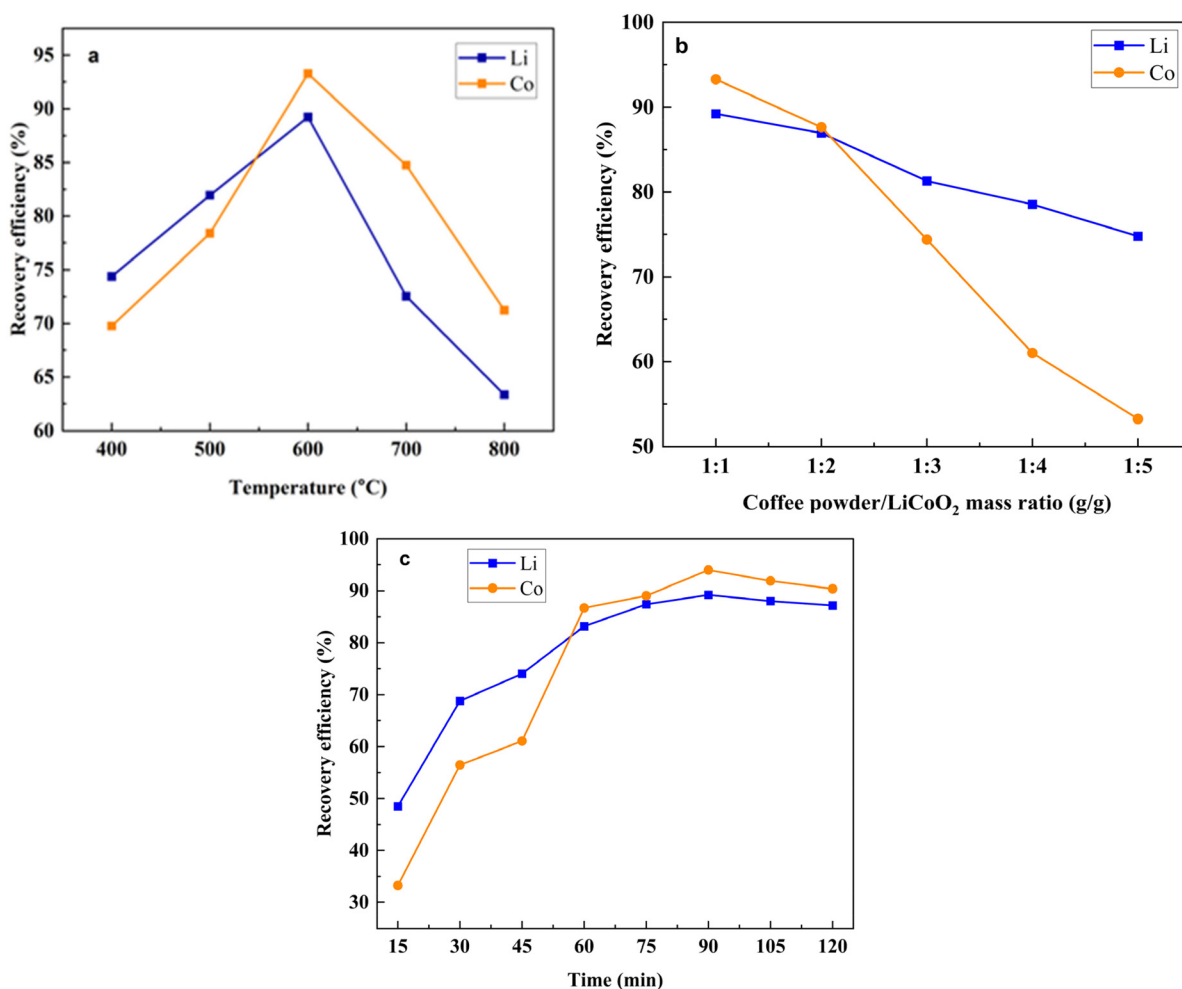 a
Li
Co
95
90
85
80
75
70
65
60
Recovery efficiency (%)
400 500 600 700 800
Temperature (°C)
b
Li
Co
100
90
80
70
60
50
Recovery efficiency (%)
1:1 1:2 1:3 1:4 1:5
Coffee powder/LiCoO₂ mass ratio (g/g)
c
Li
Co
100
90
80
70
60
50
40
30
Recovery efficiency (%)
15 30 45 60 75 90 105 120
Time (min)